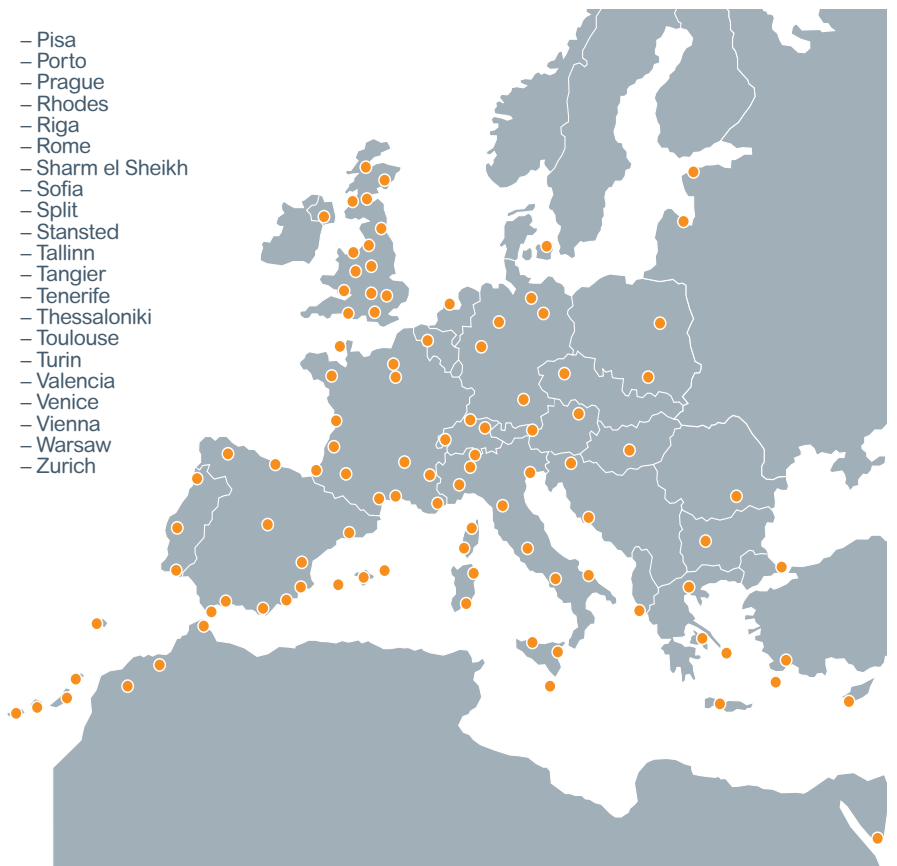 – Pisa
– Porto
– Prague
– Rhodes
– Riga
– Rome
– Sharm el Sheikh
– Sofia
– Split
– Stansted
– Tallinn
– Tangier
– Tenerife
– Thessaloniki
– Toulouse
– Turin
– Valencia
– Venice
– Vienna
– Warsaw
– Zurich